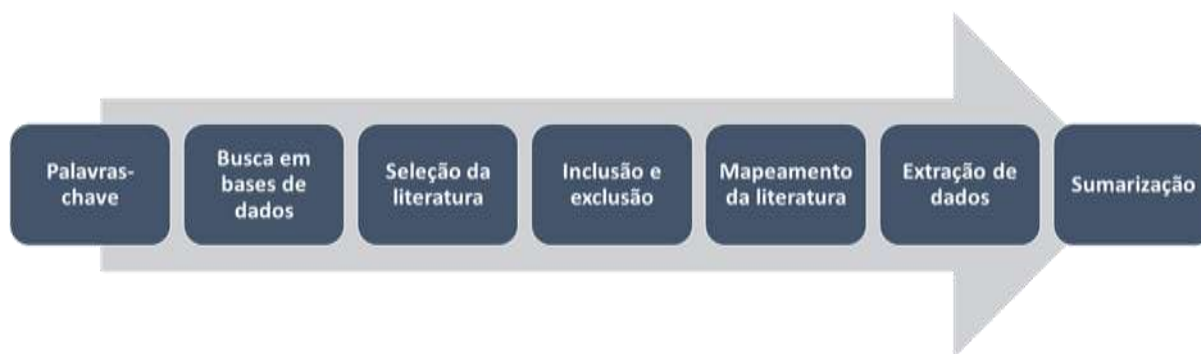 Palavras-
chave
Busca em
bases de
dados
Seleção da
literatura
Inclusão e
exclusão
Mapeamento
da literatura
Extração de
dados
Sumarização